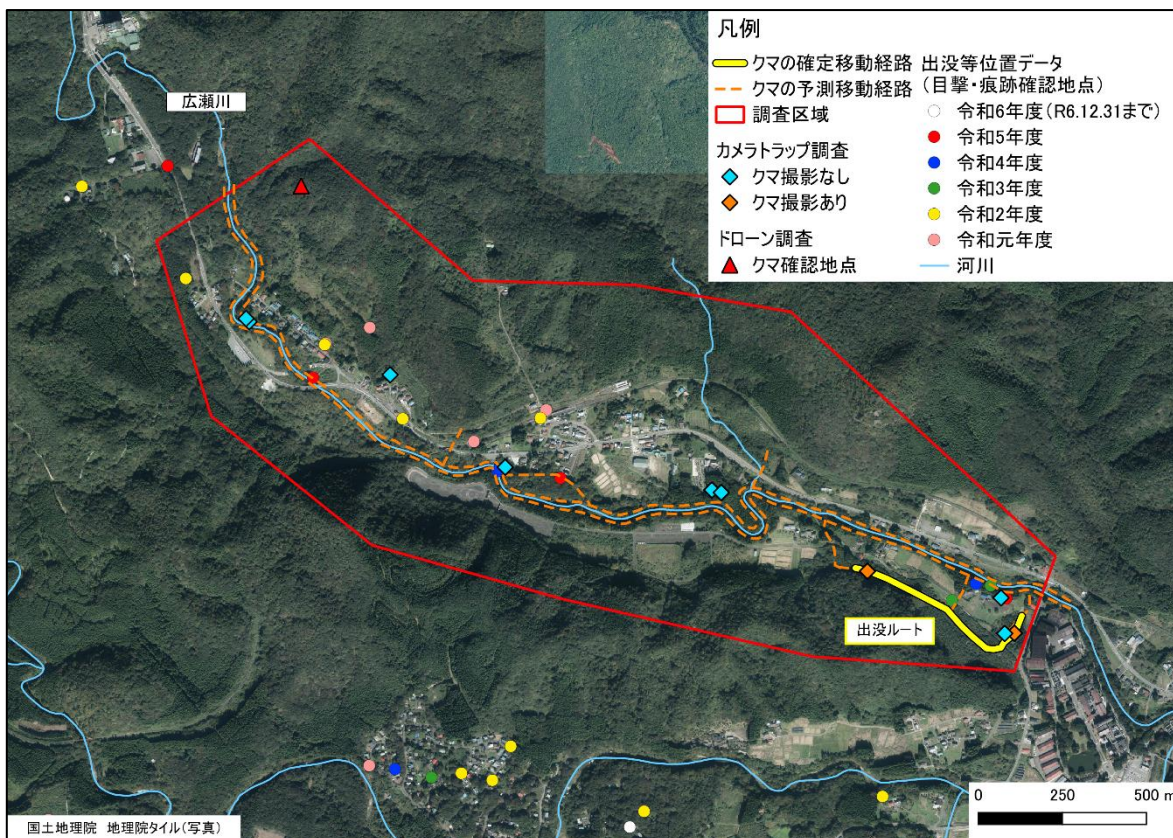 凡例
クマの確定移動経路
クマの予測移動経路
調査区域
カメラトラップ調査
クマ撮影なし
クマ撮影あり
ドローン調査
クマ確認地点
出没等位置データ
(目撃・痕跡確認地点)
令和6年度(R6.12.31まで)
令和5年度
令和4年度
令和3年度
令和2年度
令和元年度
河川
広瀬川
出没ルート
0 250 500 m
国土地理院 地理院タイル(写真)